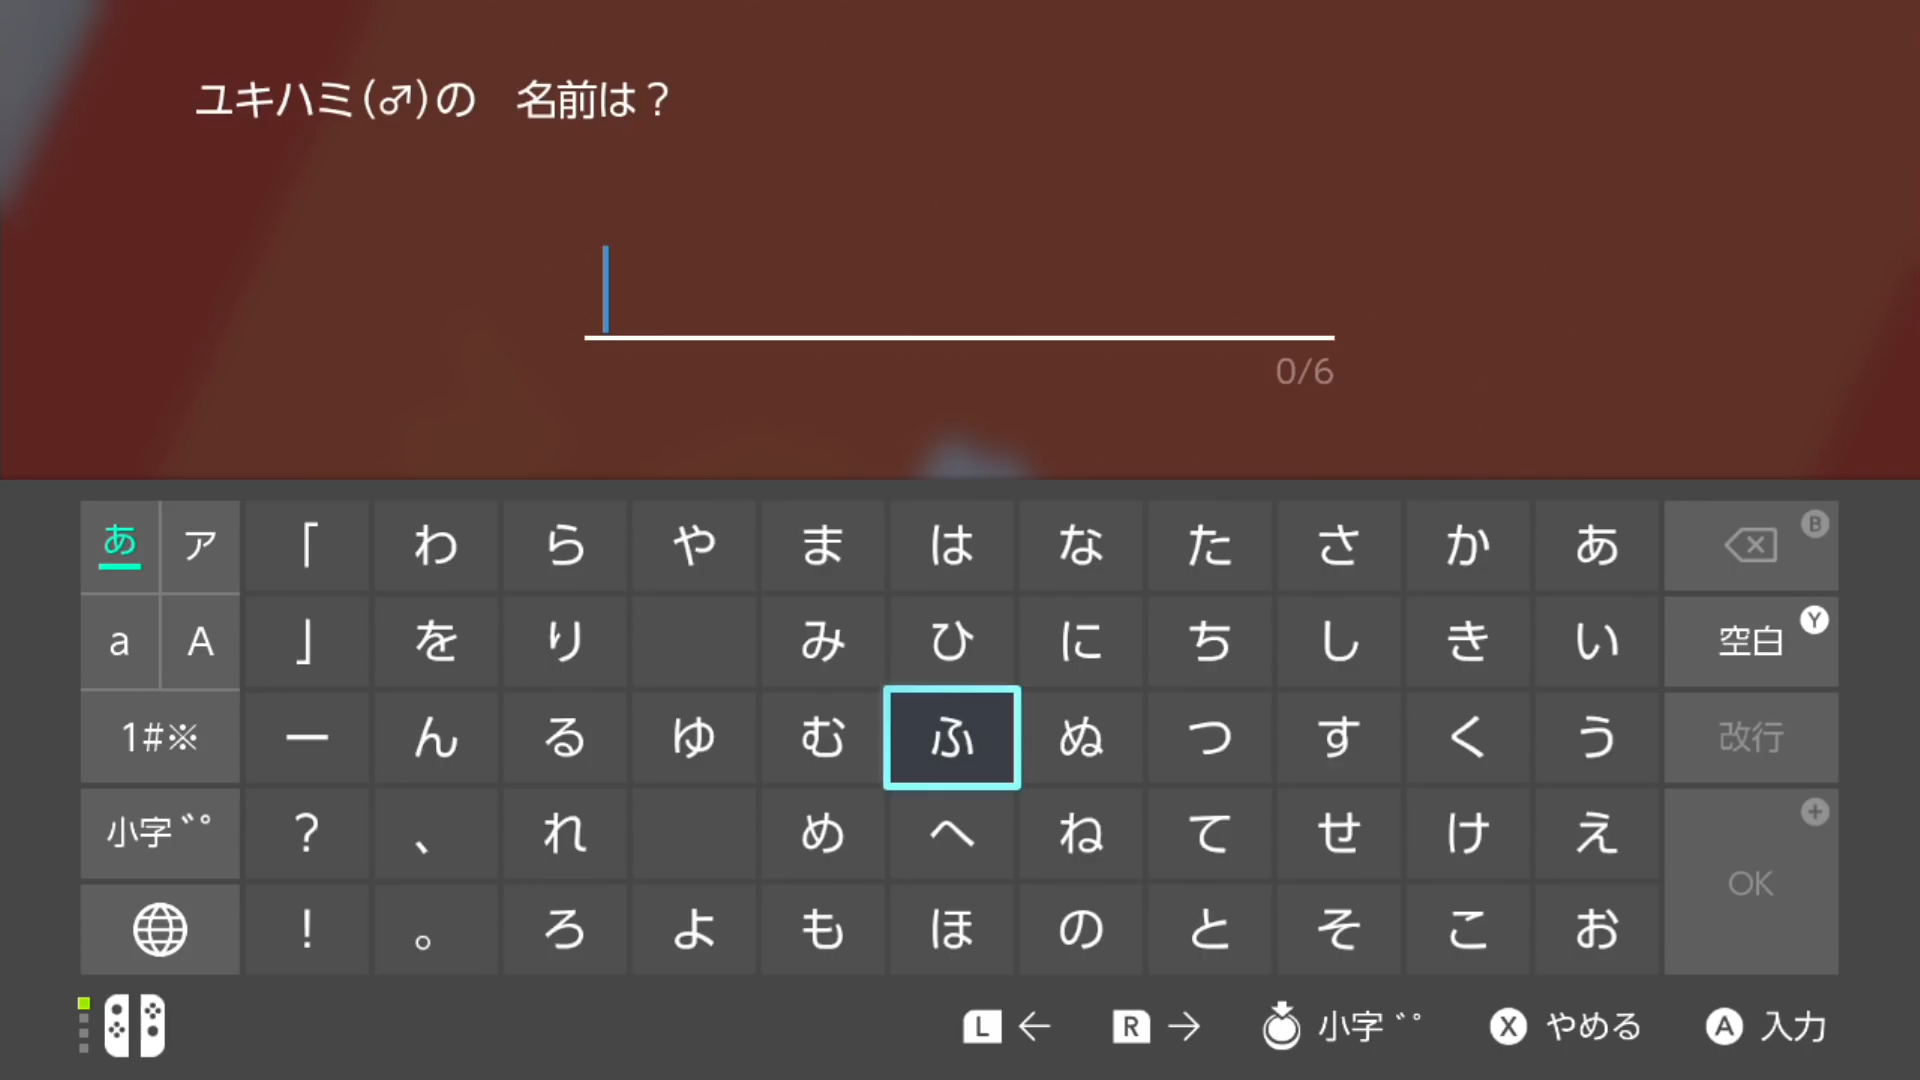 ユキハミ(♂)の　名前は？
0/6
あ ア 「 わ ら や ま は な た さ か あ B
a A 」 を り み ひ に ち し き い 空白 Y
1#※ ー ん る ゆ む ふ ぬ つ す く う 改行
小字゛゜ ？ 、 れ め へ ね て せ け え +
！ 。 ろ よ も ほ の と そ こ お OK
L ← R → 小字゛゜ X やめる A 入力